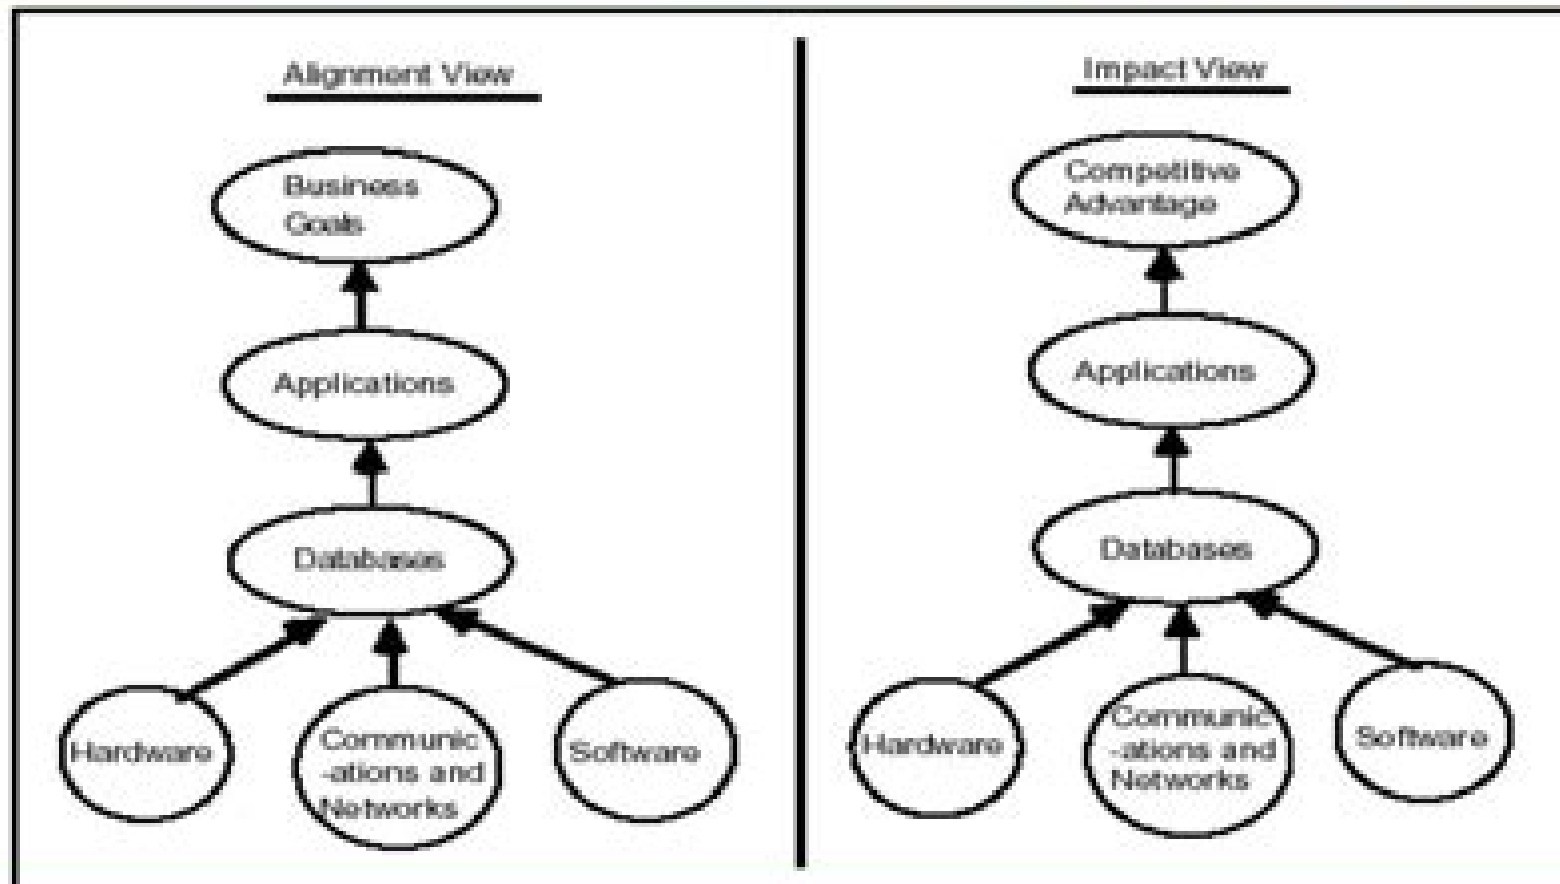 Alignment View
Business
Goals
Applications
Databases
Hardware
Communic
-ations and
Networks
Software
Impact View
Competitive
Advantage
Applications
Databases
Hardware
Communic
-ations and
Networks
Software